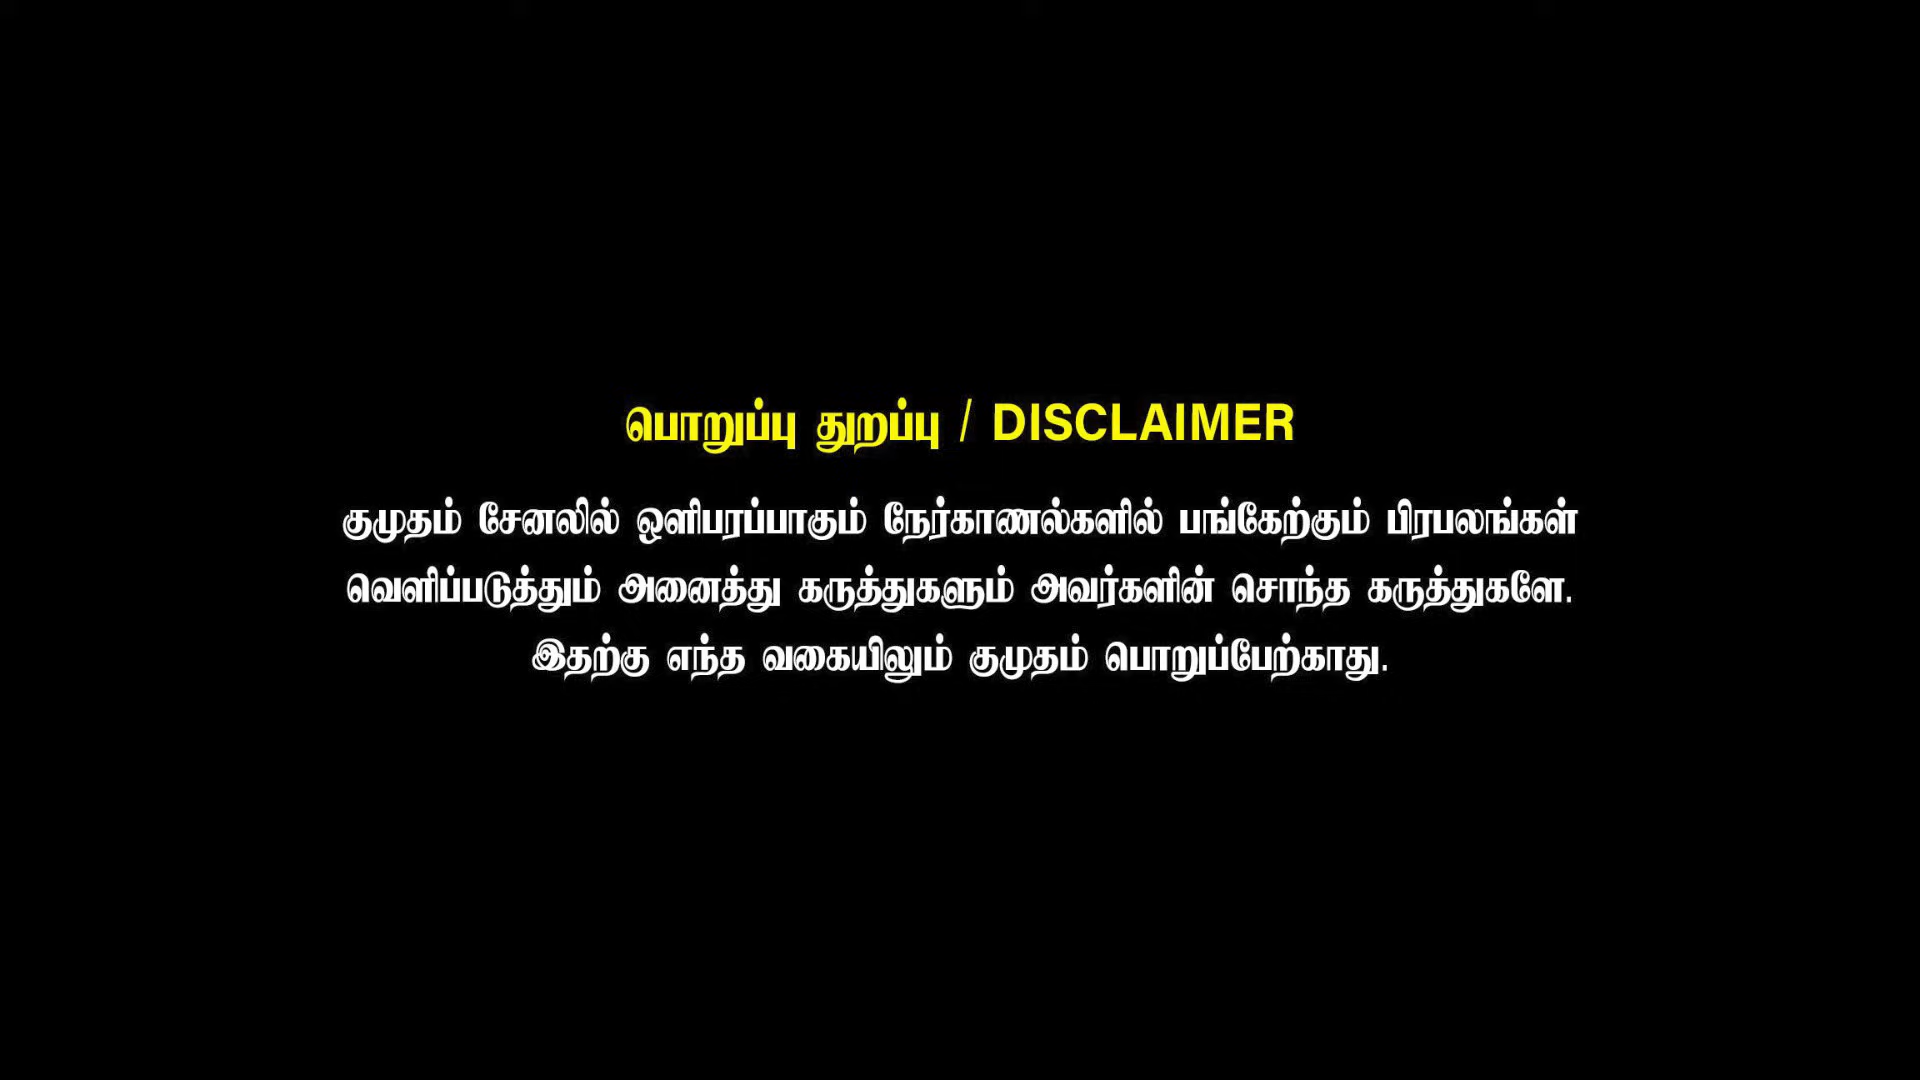 பொறுப்பு துறப்பு / DISCLAIMER
குமுதம் சேனலில் ஒளிபரப்பாகும் நேர்காணல்களில் பங்கேற்கும் பிரபலங்கள்
வெளிப்படுத்தும் அனைத்து கருத்துகளும் அவர்களின் சொந்த கருத்துகளே.
இதற்கு எந்த வகையிலும் குமுதம் பொறுப்பேற்காது.